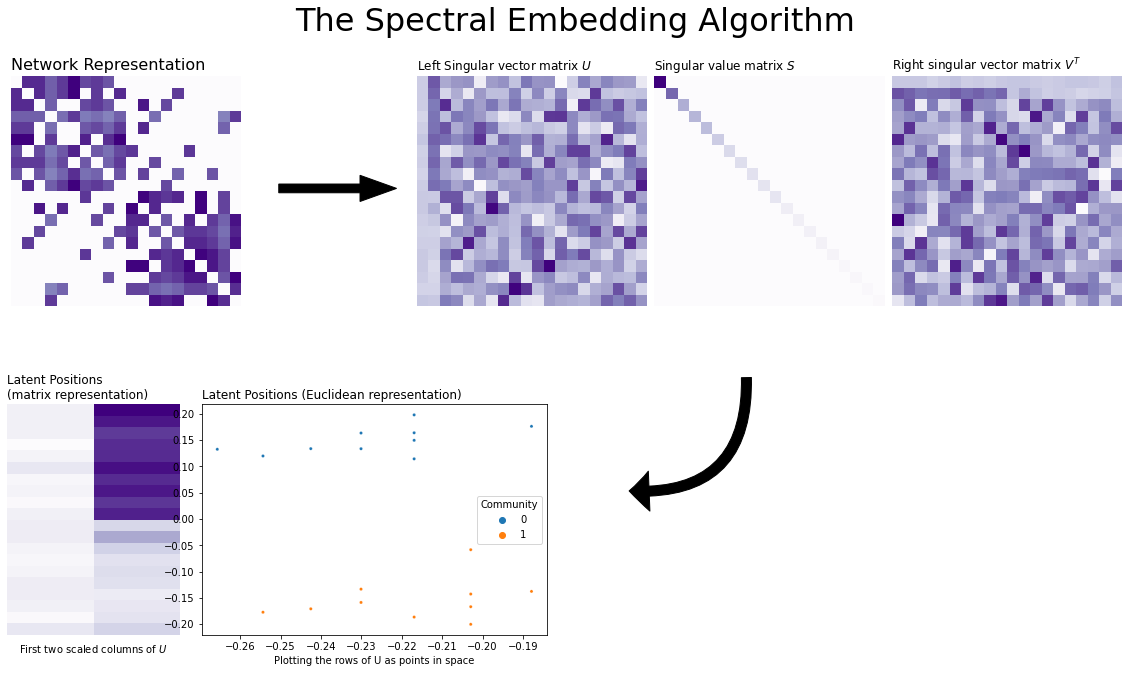 The Spectral Embedding Algorithm
Network Representation
Left Singular vector matrix U
Singular value matrix S
Right singular vector matrix V^T
Latent Positions
(matrix representation)
First two scaled columns of U
Latent Positions (Euclidean representation)
0.20
0.15
0.10
0.05
0.00
−0.05
−0.10
−0.15
−0.20
Community
0
1
−0.26 −0.25 −0.24 −0.23 −0.22 −0.21 −0.20 −0.19
Plotting the rows of U as points in space